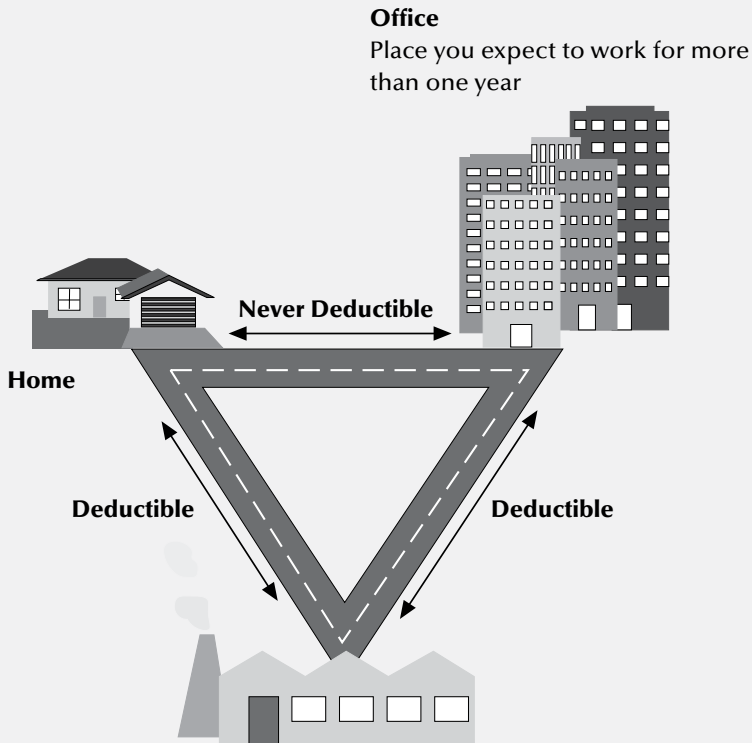 Office
Place you expect to work for more
than one year
Never Deductible
Home
Deductible
Deductible